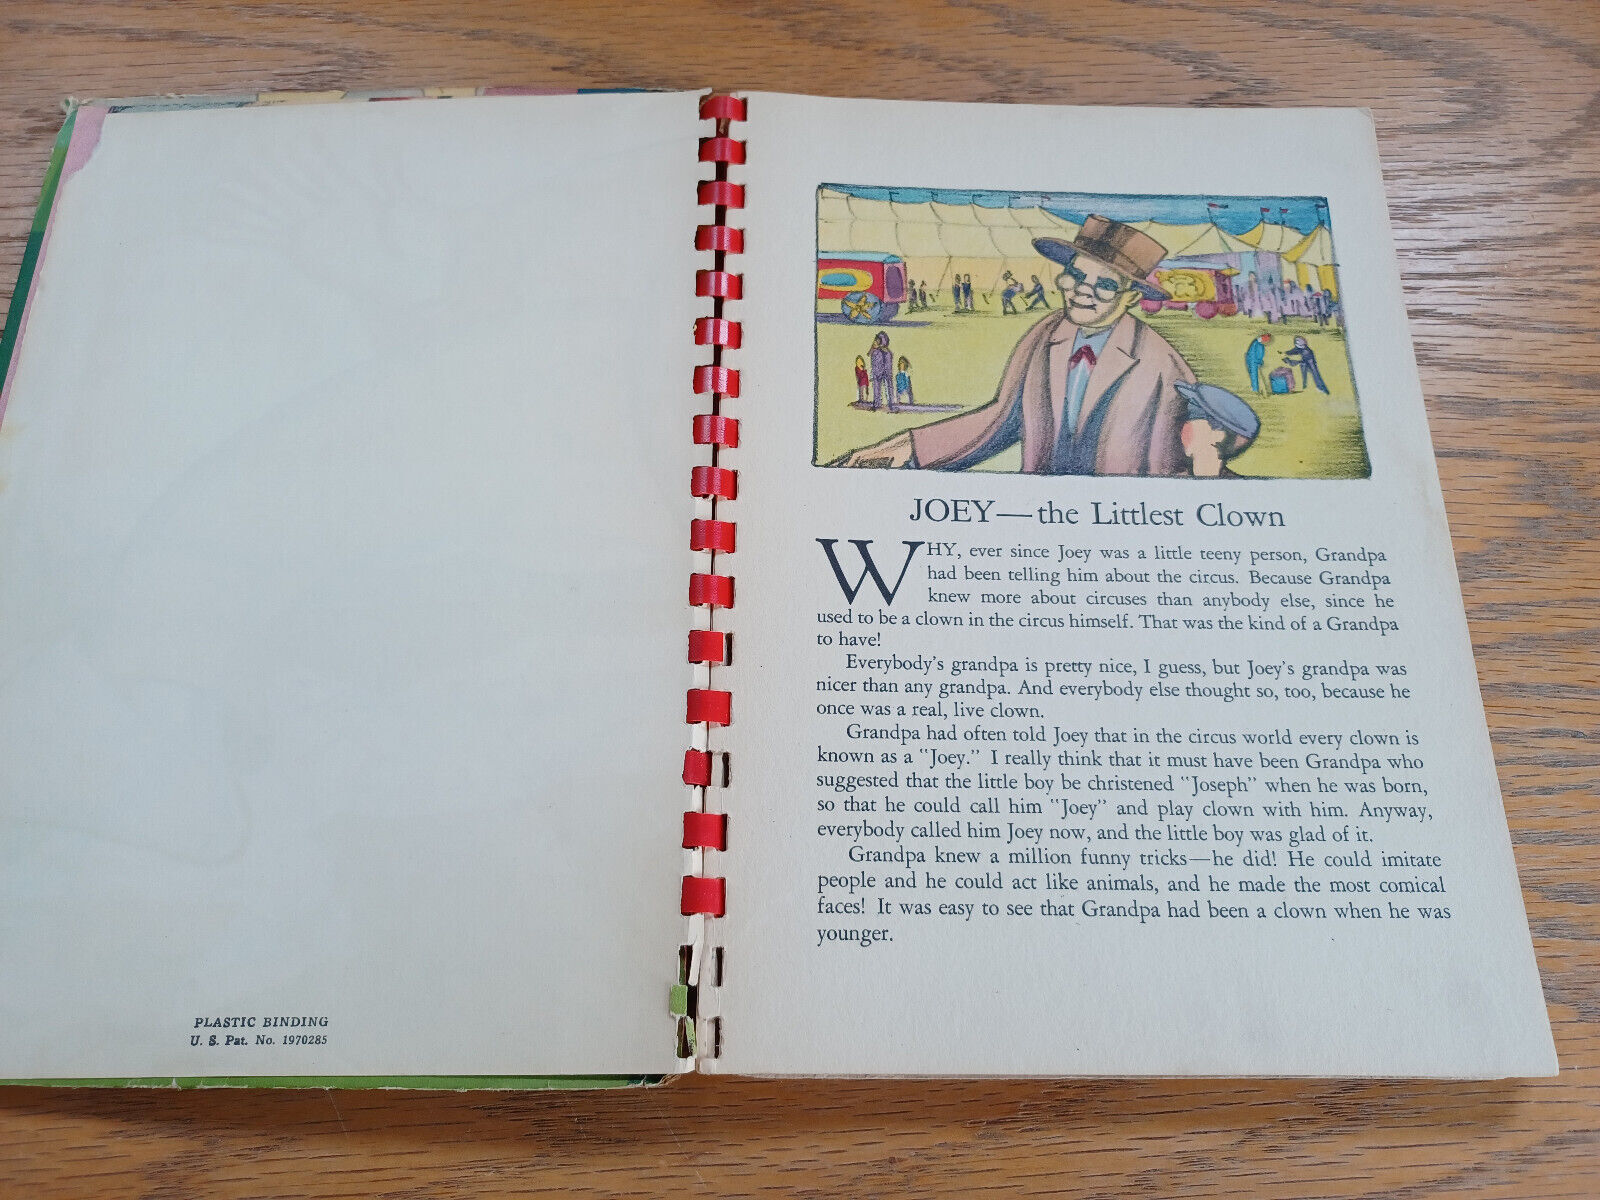 PLASTIC BINDING
U. S. Pat. No. 1970285
JOEY—the Littlest Clown
WHY, ever since Joey was a little teeny person, Grandpa
had been telling him about the circus. Because Grandpa
knew more about circuses than anybody else, since he
used to be a clown in the circus himself. That was the kind of a Grandpa
to have!
Everybody's grandpa is pretty nice, I guess, but Joey's grandpa was
nicer than any grandpa. And everybody else thought so, too, because he
once was a real, live clown.
Grandpa had often told Joey that in the circus world every clown is
known as a "Joey." I really think that it must have been Grandpa who
suggested that the little boy be christened "Joseph" when he was born,
so that he could call him "Joey" and play clown with him. Anyway,
everybody called him Joey now, and the little boy was glad of it.
Grandpa knew a million funny tricks—he did! He could imitate
people and he could act like animals, and he made the most comical
faces! It was easy to see that Grandpa had been a clown when he was
younger.